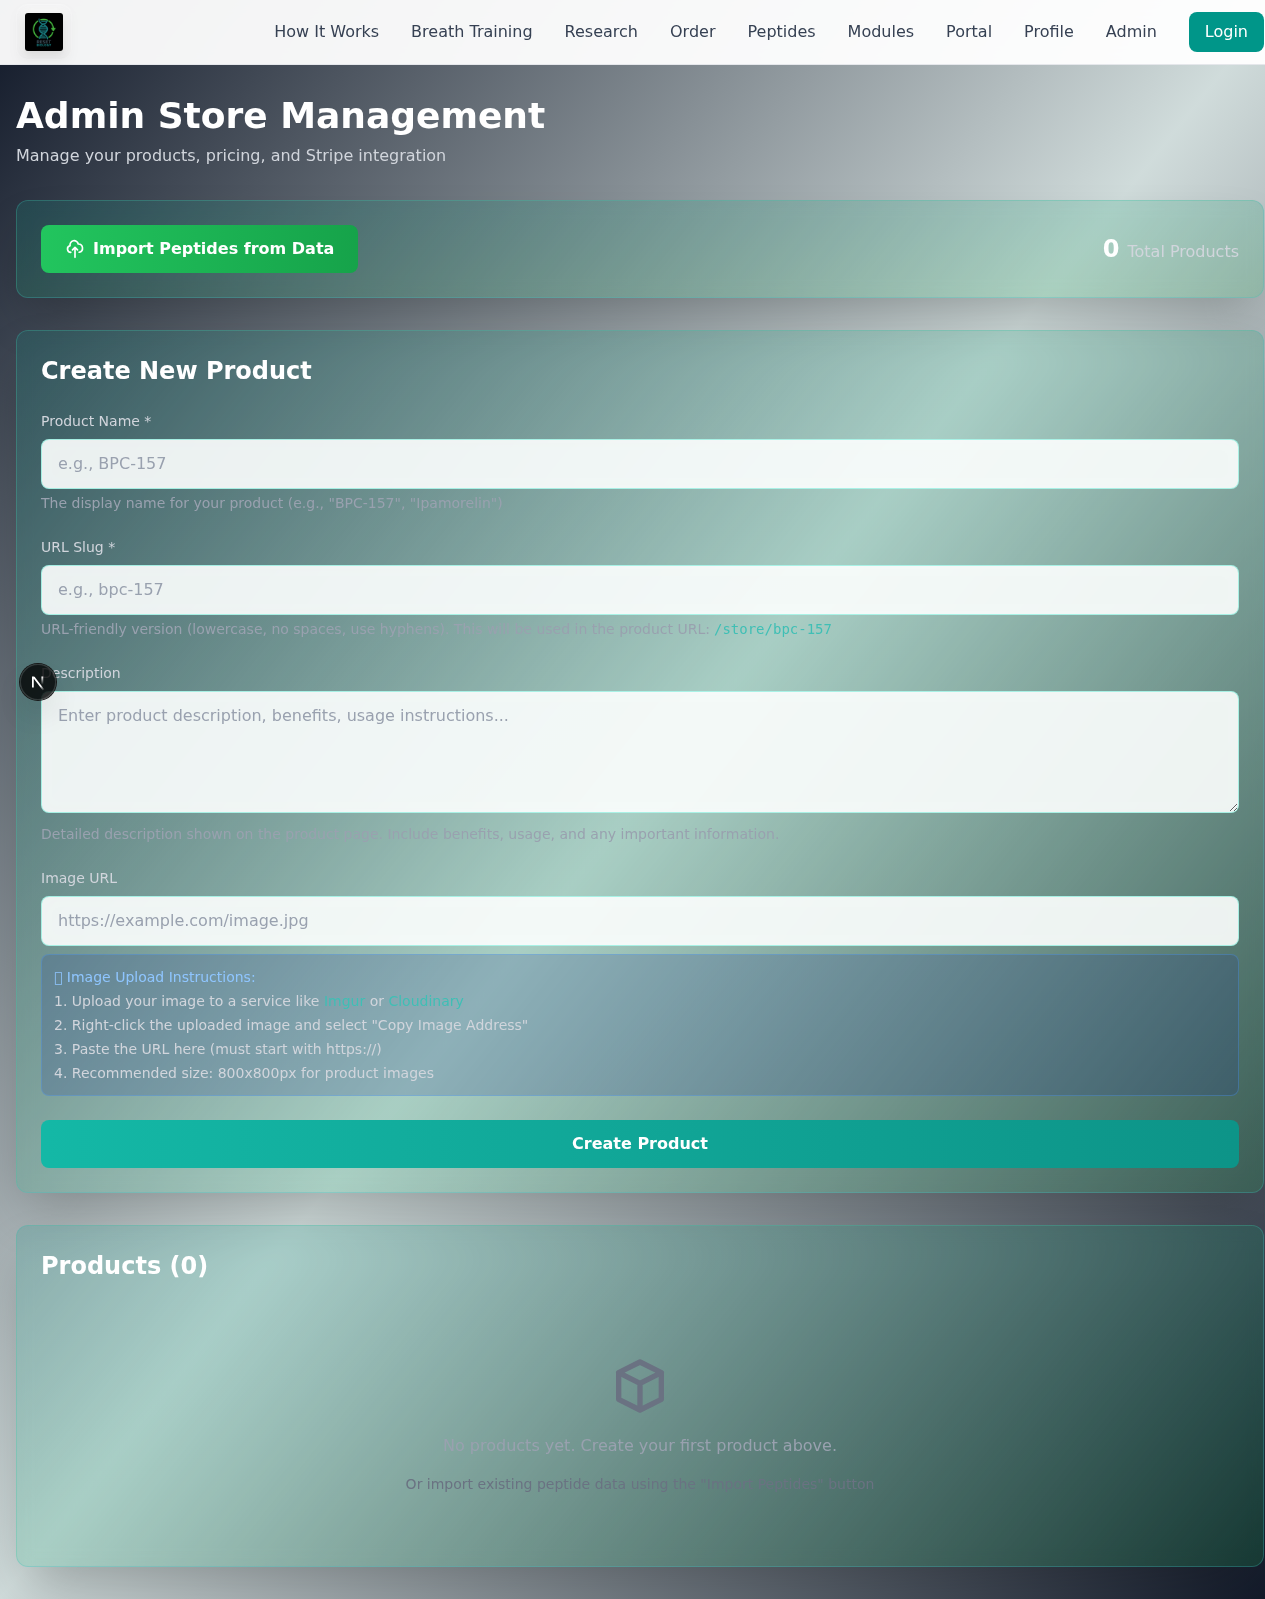 How It Works Breath Training Research Order Peptides Modules Portal Profile Admin Login
Admin Store Management
Manage your products, pricing, and Stripe integration
Import Peptides from Data
0 Total Products
Create New Product
Product Name *
e.g., BPC-157
The display name for your product (e.g., "BPC-157", "Ipamorelin")
URL Slug *
e.g., bpc-157
URL-friendly version (lowercase, no spaces, use hyphens). used in the product URL: /store/bpc-157
N
escription
Enter product description, benefits, usage instructions...
Detailed description shown on the page. Include benefits, usage, and any important information.
Image URL
https://example.com/image.jpg
Image Upload Instructions:
1. Upload your image to a service like Imgur or Cloudinary
2. Right-click the uploaded image and select "Copy Image Address"
3. Paste the URL here (must start with https://)
4. Recommended size: 800x800px for product images
Create Product
Products (0)
No products yet. Create your first product above.
Or import existing peptide data using the "Import Peptides" button